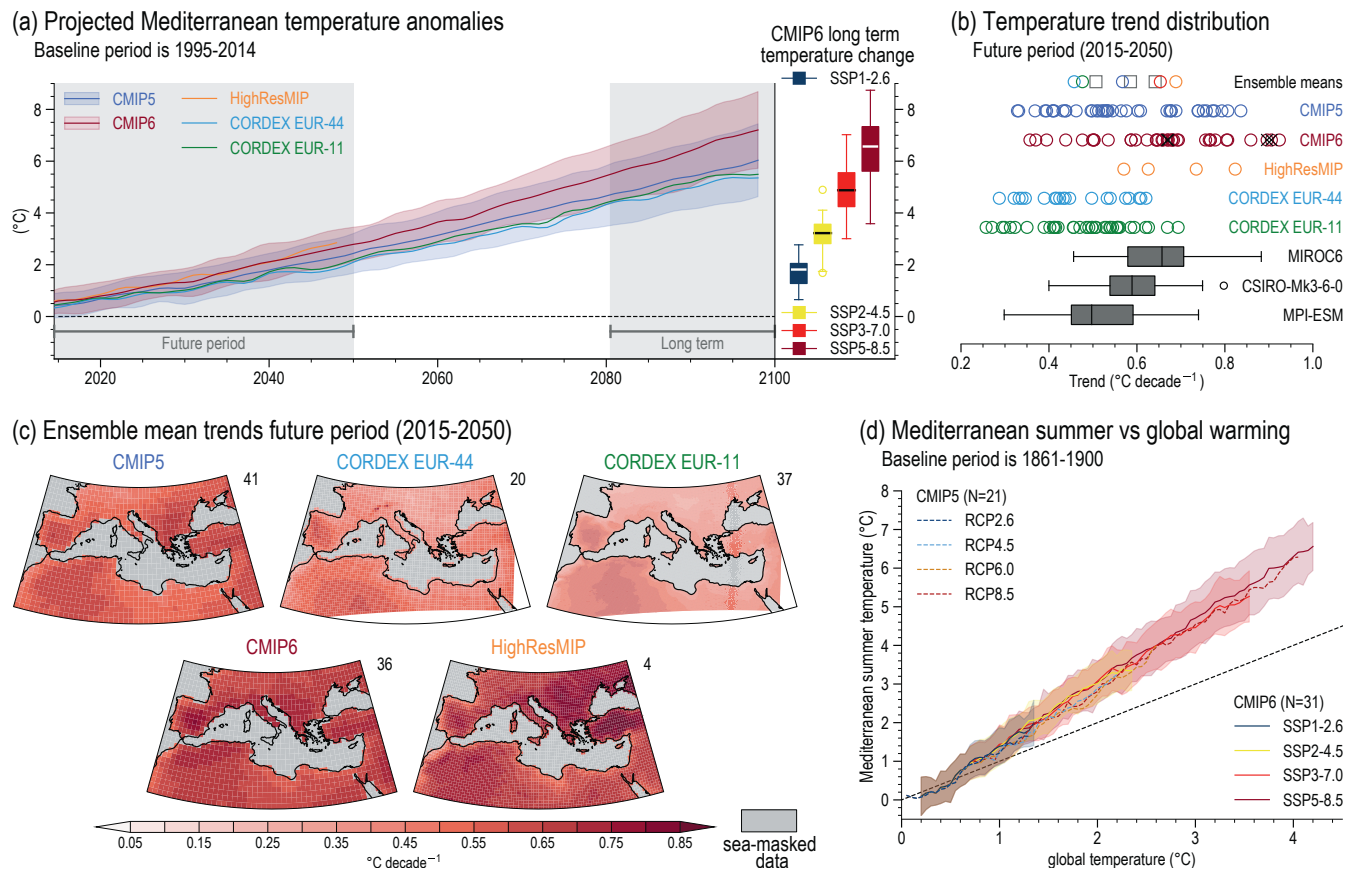 (a) Projected Mediterranean temperature anomalies
Baseline period is 1995-2014
CMIP6 long term
temperature change
SSP1-2.6
SSP2-4.5
SSP3-7.0
SSP5-8.5
CMIP5
CMIP6
HighResMIP
CORDEX EUR-44
CORDEX EUR-11
(°C)
8
6
4
2
0
Future period
Long term
2020
2040
2060
2080
2100
8
6
4
2
0
(b) Temperature trend distribution
Future period (2015-2050)
Ensemble means
CMIP5
CMIP6
HighResMIP
CORDEX EUR-44
CORDEX EUR-11
MIROC6
CSIRO-Mk3-6-0
MPI-ESM
0.2
0.4
0.6
0.8
1.0
Trend (°C decade−1)
(c) Ensemble mean trends future period (2015-2050)
CMIP5
41
CORDEX EUR-44
20
CORDEX EUR-11
37
CMIP6
36
HighResMIP
4
0.05
0.15
0.25
0.35
0.45
0.55
0.65
0.75
0.85
°C decade−1
sea-masked
data
(d) Mediterranean summer vs global warming
Baseline period is 1861-1900
CMIP5 (N=21)
RCP2.6
RCP4.5
RCP6.0
RCP8.5
CMIP6 (N=31)
SSP1-2.6
SSP2-4.5
SSP3-7.0
SSP5-8.5
Mediterranean summer temperature (°C)
8
7
6
5
4
3
2
1
0
0
1
2
3
4
global temperature (°C)